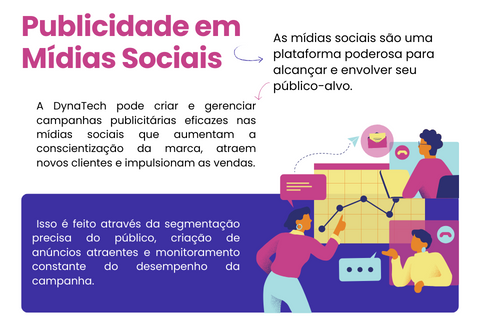 Publicidade em
Mídias Sociais
As mídias sociais são uma
plataforma poderosa para
alcançar e envolver seu
público-alvo.
A DynaTech pode criar e gerenciar
campanhas publicitárias eficazes nas
mídias sociais que aumentam a
conscientização da marca, atraem
novos clientes e impulsionam as vendas.
Isso é feito através da segmentação
precisa do público, criação de
anúncios atraentes e monitoramento
constante do desempenho da
campanha.